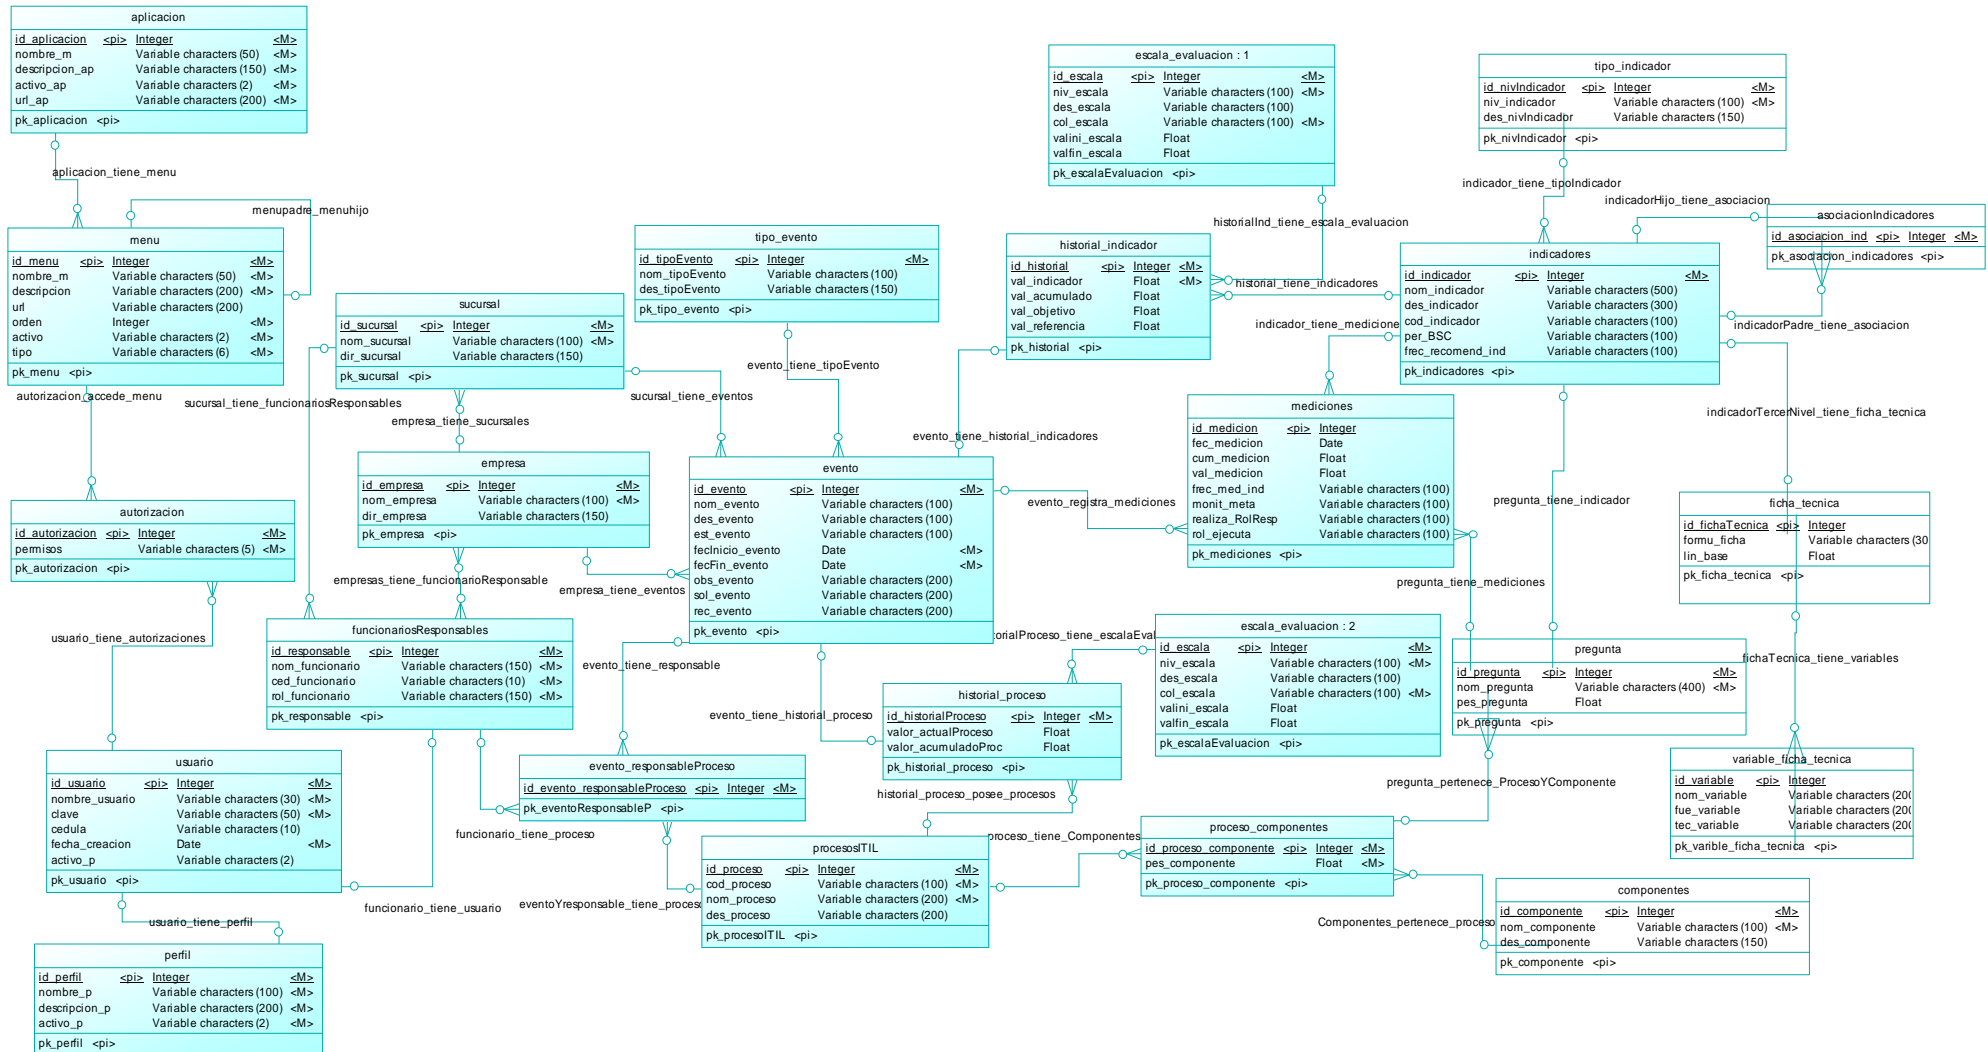 aplicacion
id_aplicacion <pi> Integer <M>
nombre_m Variable characters (50) <M>
descripcion_ap Variable characters (150) <M>
activo_ap Variable characters (2) <M>
url_ap Variable characters (200) <M>
pk_aplicacion <pi>
aplicacion_tiene_menu
menupadre_menuhijo
menu
id_menu <pi> Integer <M>
nombre_m Variable characters (50) <M>
descripcion Variable characters (200) <M>
url Variable characters (200)
orden Integer <M>
activo Variable characters (2) <M>
tipo Variable characters (6) <M>
pk_menu <pi>
autorizacion_accede_menu
autorizacion
id_autorizacion <pi> Integer <M>
permisos Variable characters (5) <M>
pk_autorizacion <pi>
usuario_tiene_autorizaciones
usuario
id_usuario <pi> Integer <M>
nombre_usuario Variable characters (30) <M>
clave Variable characters (50) <M>
cedula Variable characters (10)
fecha_creacion Date <M>
activo_p Variable characters (2)
pk_usuario <pi>
usuario_tiene_perfil
perfil
id_perfil <pi> Integer <M>
nombre_p Variable characters (100) <M>
descripcion_p Variable characters (200) <M>
activo_p Variable characters (2) <M>
pk_perfil <pi>
sucursal
id_sucursal <pi> Integer <M>
nom_sucursal Variable characters (100) <M>
dir_sucursal Variable characters (150)
pk_sucursal <pi>
sucursal_tiene_funcionariosResponsables
empresa_tiene_sucursales
sucursal_tiene_eventos
empresa
id_empresa <pi> Integer <M>
nom_empresa Variable characters (100) <M>
dir_empresa Variable characters (150)
pk_empresa <pi>
empresas_tiene_funcionarioResponsable
empresa_tiene_eventos
funcionariosResponsables
id_responsable <pi> Integer <M>
nom_funcionario Variable characters (150) <M>
ced_funcionario Variable characters (10) <M>
rol_funcionario Variable characters (150) <M>
pk_responsable <pi>
funcionario_tiene_usuario
funcionario_tiene_proceso
tipo_evento
id_tipoEvento <pi> Integer <M>
nom_tipoEvento Variable characters (100)
des_tipoEvento Variable characters (150)
pk_tipo_evento <pi>
evento_tiene_tipoEvento
evento
id_evento <pi> Integer <M>
nom_evento Variable characters (100)
des_evento Variable characters (100)
est_evento Variable characters (100)
fecInicio_evento Date <M>
fecFin_evento Date <M>
obs_evento Variable characters (200)
sol_evento Variable characters (200)
rec_evento Variable characters (200)
pk_evento <pi>
evento_tiene_responsable
evento_tiene_historial_proceso
evento_tiene_historial_indicadores
evento_registra_mediciones
evento_responsableProceso
id_evento_responsableProceso <pi> Integer <M>
pk_eventoResponsableP <pi>
eventoYresponsable_tiene_proceso
procesosITIL
id_proceso <pi> Integer <M>
cod_proceso Variable characters (100) <M>
nom_proceso Variable characters (200) <M>
des_proceso Variable characters (200)
pk_procesoITIL <pi>
historial_proceso
id_historialProceso <pi> Integer <M>
valor_actualProceso Float
valor_acumuladoProc Float
pk_historial_proceso <pi>
historial_proceso_posee_procesos
proceso_tiene_Componentes
orialProceso_tiene_escalaEval
escala_evaluacion : 1
id_escala <pi> Integer <M>
niv_escala Variable characters (100) <M>
des_escala Variable characters (100)
col_escala Variable characters (100) <M>
valini_escala Float
valfin_escala Float
pk_escalaEvaluacion <pi>
historialInd_tiene_escala_evaluacion
historial_indicador
id_historial <pi> Integer <M>
val_indicador Float <M>
val_acumulado Float
val_objetivo Float
val_referencia Float
pk_historial <pi>
historial_tiene_indicadores
indicador_tiene_medicione
mediciones
id_medicion <pi> Integer
fec_medicion Date
cum_medicion Float
val_medicion Float
frec_med_ind Variable characters (100)
monit_meta Variable characters (100)
realiza_RolResp Variable characters (100)
rol_ejecuta Variable characters (100)
pk_mediciones <pi>
pregunta_tiene_mediciones
escala_evaluacion : 2
id_escala <pi> Integer <M>
niv_escala Variable characters (100) <M>
des_escala Variable characters (100)
col_escala Variable characters (100) <M>
valini_escala Float
valfin_escala Float
pk_escalaEvaluacion <pi>
tipo_indicador
id_nivIndicador <pi> Integer <M>
niv_indicador Variable characters (100) <M>
des_nivIndicador Variable characters (150)
pk_nivIndicador <pi>
indicador_tiene_tipoIndicador
indicadorHijo_tiene_asociacion
asociacionIndicadores
id_asociacion_ind <pi> Integer <M>
pk_asociacion_indicadores <pi>
indicadorPadre_tiene_asociacion
indicadores
id_indicador <pi> Integer <M>
nom_indicador Variable characters (500)
des_indicador Variable characters (300)
cod_indicador Variable characters (100)
per_BSC Variable characters (100)
frec_recomend_ind Variable characters (100)
pk_indicadores <pi>
indicadorTercerNivel_tiene_ficha_tecnica
pregunta_tiene_indicador
ficha_tecnica
id_fichaTecnica <pi> Integer
formu_ficha Variable characters (30
lin_base Float
pk_ficha_tecnica <pi>
fichaTecnica_tiene_variables
pregunta
id_pregunta <pi> Integer <M>
nom_pregunta Variable characters (400) <M>
pes_pregunta Float
pk_pregunta <pi>
pregunta_pertenece_ProcesoYComponente
variable_ficha_tecnica
id_variable <pi> Integer
nom_variable Variable characters (200
fue_variable Variable characters (200
tec_variable Variable characters (200
pk_varible_ficha_tecnica <pi>
proceso_componentes
id_proceso_componente <pi> Integer <M>
pes_componente Float <M>
pk_proceso_componente <pi>
Componentes_pertenece_proceso
componentes
id_componente <pi> Integer <M>
nom_componente Variable characters (100) <M>
des_componente Variable characters (150)
pk_componente <pi>